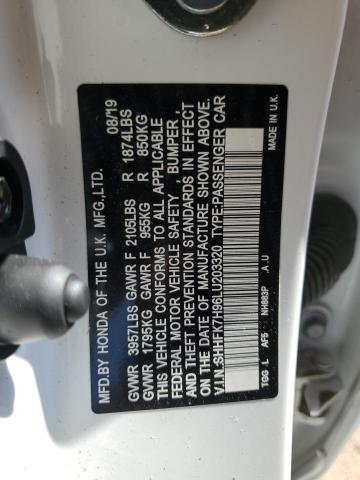 MFD.BY HONDA OF THE U.K. MFG.,LTD. 08/19
GVWR 3957LBS GAWR F 2105LBS R 1874LBS
GVWR 1795KG GAWR F 955KG R 850KG
THIS VEHICLE CONFORMS TO ALL APPLICABLE
FEDERAL MOTOR VEHICLE SAFETY , BUMPER ,
AND THEFT PREVENTION STANDARDS IN EFFECT
ON THE DATE OF MANUFACTURE SHOWN ABOVE.
V.I.N.:SHHFK7H96LU203320 TYPE:PASSENGER CAR
TGG L AF5 NH883P .A.U MADE IN U.K.